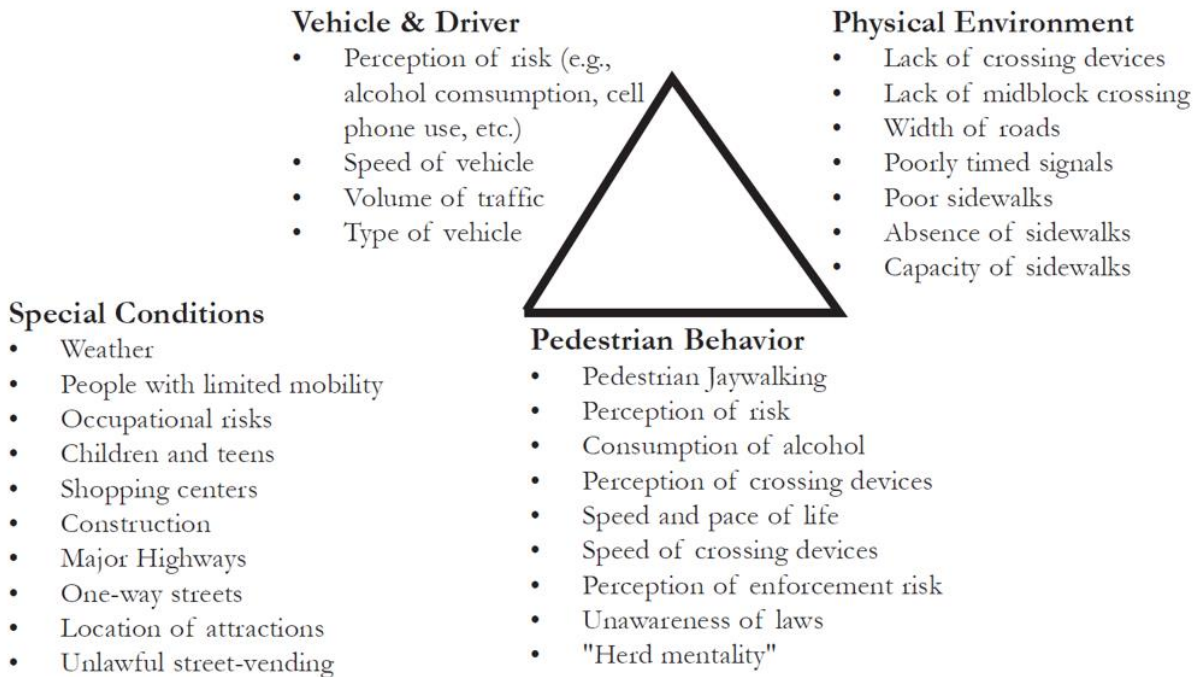 Vehicle & Driver
• Perception of risk (e.g.,
alcohol comsumption, cell
phone use, etc.)
• Speed of vehicle
• Volume of traffic
• Type of vehicle
Physical Environment
• Lack of crossing devices
• Lack of midblock crossing
• Width of roads
• Poorly timed signals
• Poor sidewalks
• Absence of sidewalks
• Capacity of sidewalks
Special Conditions
• Weather
• People with limited mobility
• Occupational risks
• Children and teens
• Shopping centers
• Construction
• Major Highways
• One-way streets
• Location of attractions
• Unlawful street-vending
Pedestrian Behavior
• Pedestrian Jaywalking
• Perception of risk
• Consumption of alcohol
• Perception of crossing devices
• Speed and pace of life
• Speed of crossing devices
• Perception of enforcement risk
• Unawareness of laws
• "Herd mentality"